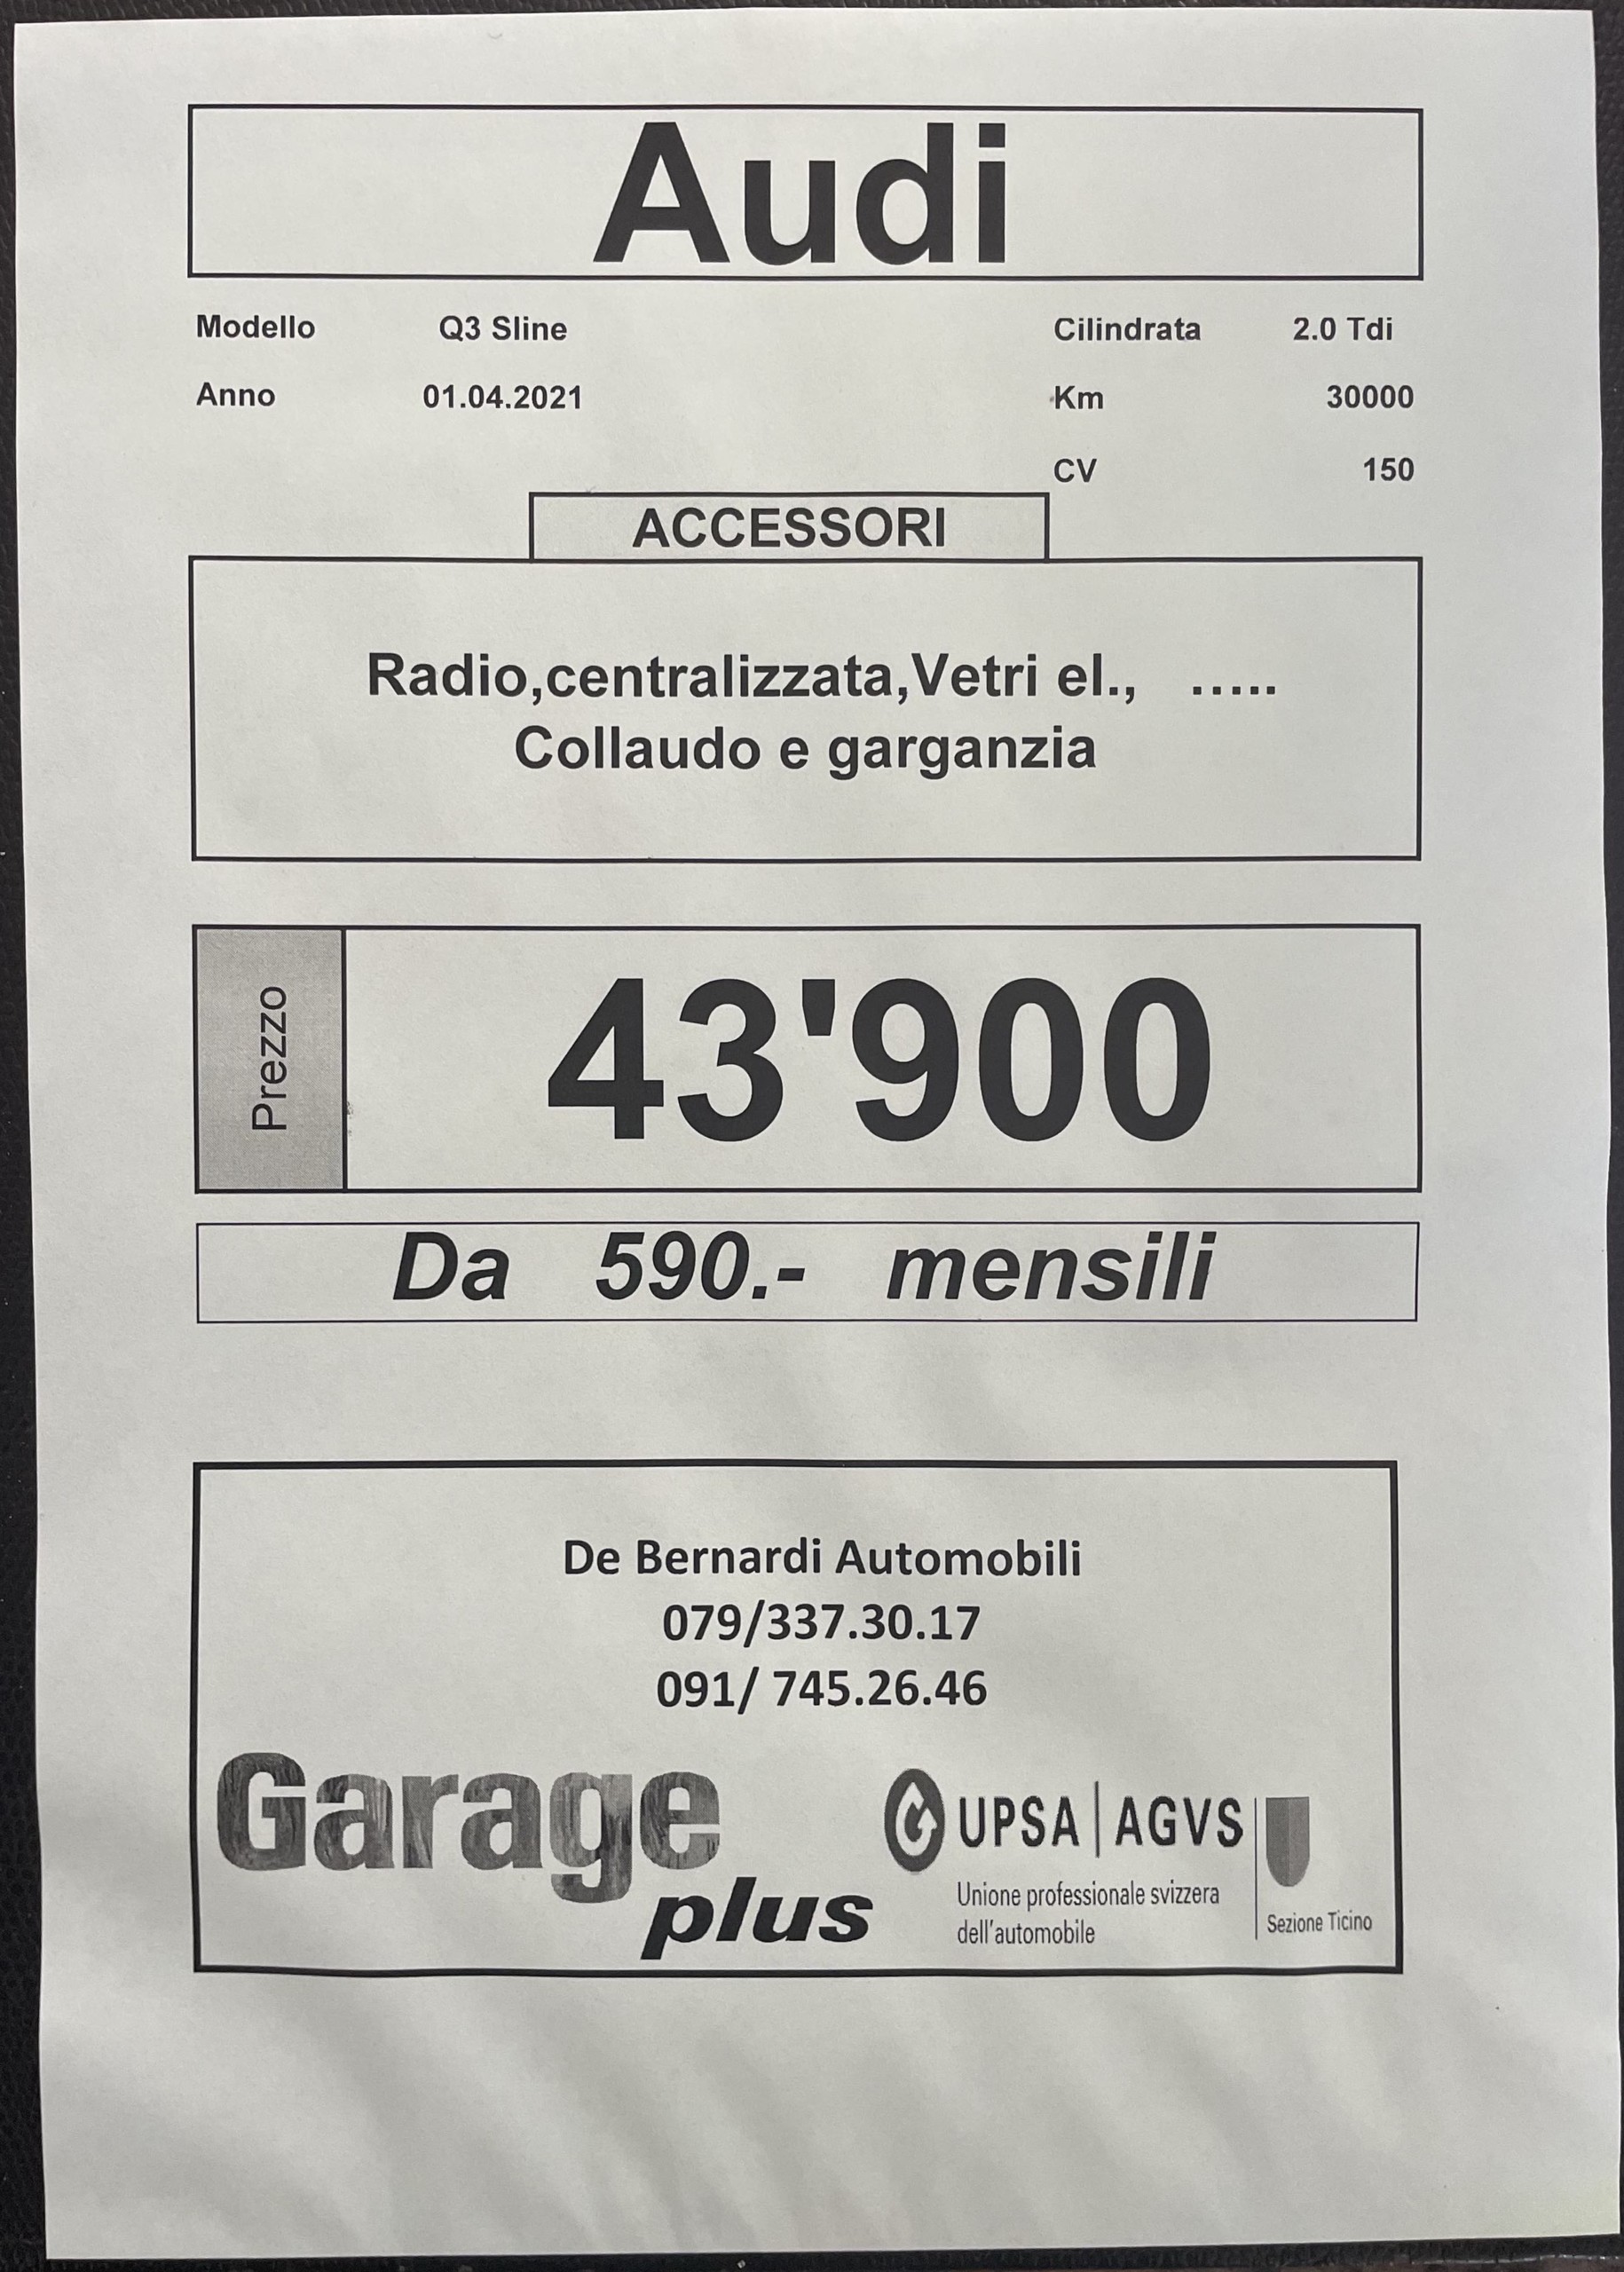 Audi
Modello Q3 Sline Cilindrata 2.0 Tdi
Anno 01.04.2021 Km 30000
CV 150
ACCESSORI
Radio,centralizzata,Vetri el., .....
Collaudo e garganzia
Prezzo
43'900
Da 590.- mensili
De Bernardi Automobili
079/337.30.17
091/ 745.26.46
Garage
plus
UPSA | AGVS
Unione professionale svizzera
dell'automobile
Sezione Ticino